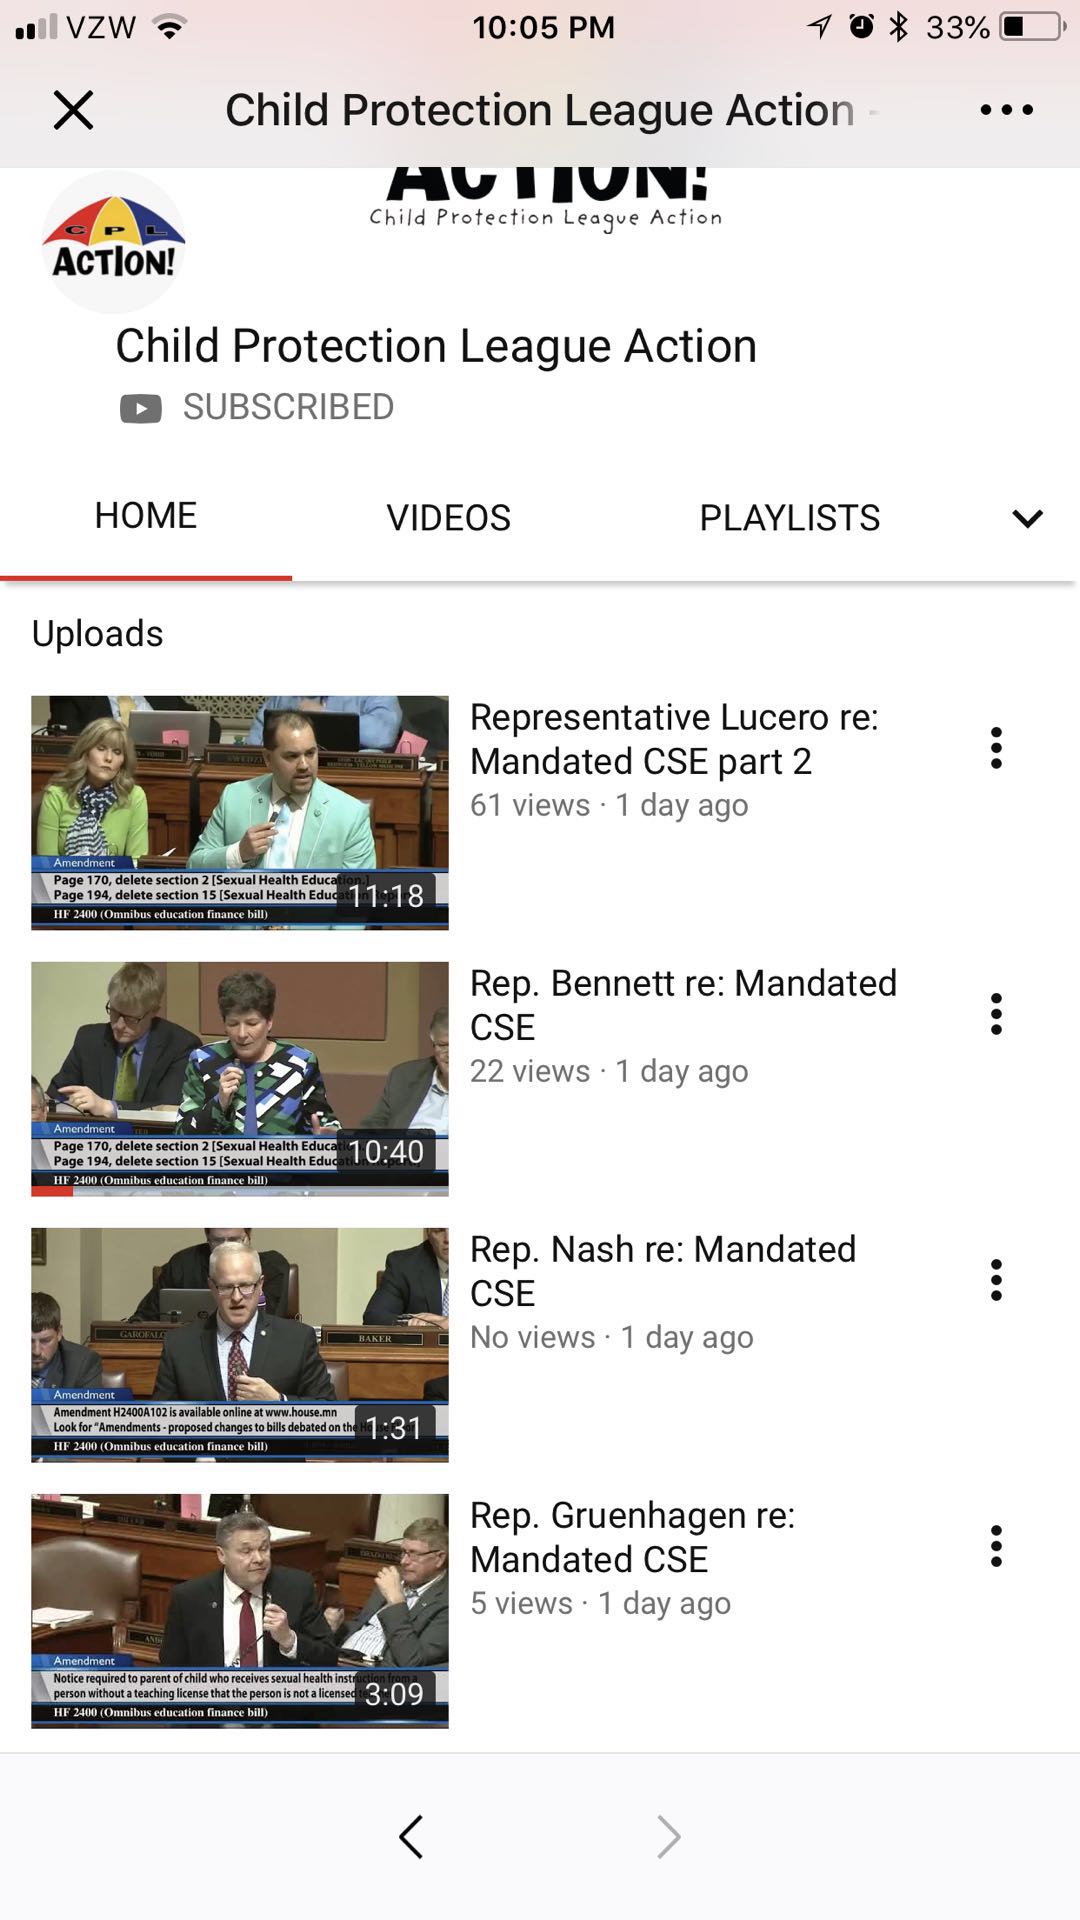 VZW
10:05 PM
33%
Child Protection League Action
ACTION!
Child Protection League Action
C P L
ACTION!
Child Protection League Action
SUBSCRIBED
HOME
VIDEOS
PLAYLISTS
Uploads
Representative Lucero re:
Mandated CSE part 2
61 views · 1 day ago
Amendment
Page 170, delete section 2 [Sexual Health Education.]
Page 194, delete section 15 [Sexual Health Education
HF 2400 (Omnibus education finance bill)
11:18
Rep. Bennett re: Mandated
CSE
22 views · 1 day ago
Amendment
Page 170, delete section 2 [Sexual Health Education
Page 194, delete section 15 [Sexual Health Education
HF 2400 (Omnibus education finance bill)
10:40
Rep. Nash re: Mandated
CSE
No views · 1 day ago
GAROFALO
BAKER
Amendment
Amendment H2400A102 is available online at www.house.mn
Look for "Amendments - proposed changes to bills debated on the House
HF 2400 (Omnibus education finance bill)
1:31
Rep. Gruenhagen re:
Mandated CSE
5 views · 1 day ago
Amendment
Notice required to parent of child who receives sexual health instruction from a
person without a teaching license that the person is not a licensed
HF 2400 (Omnibus education finance bill)
3:09